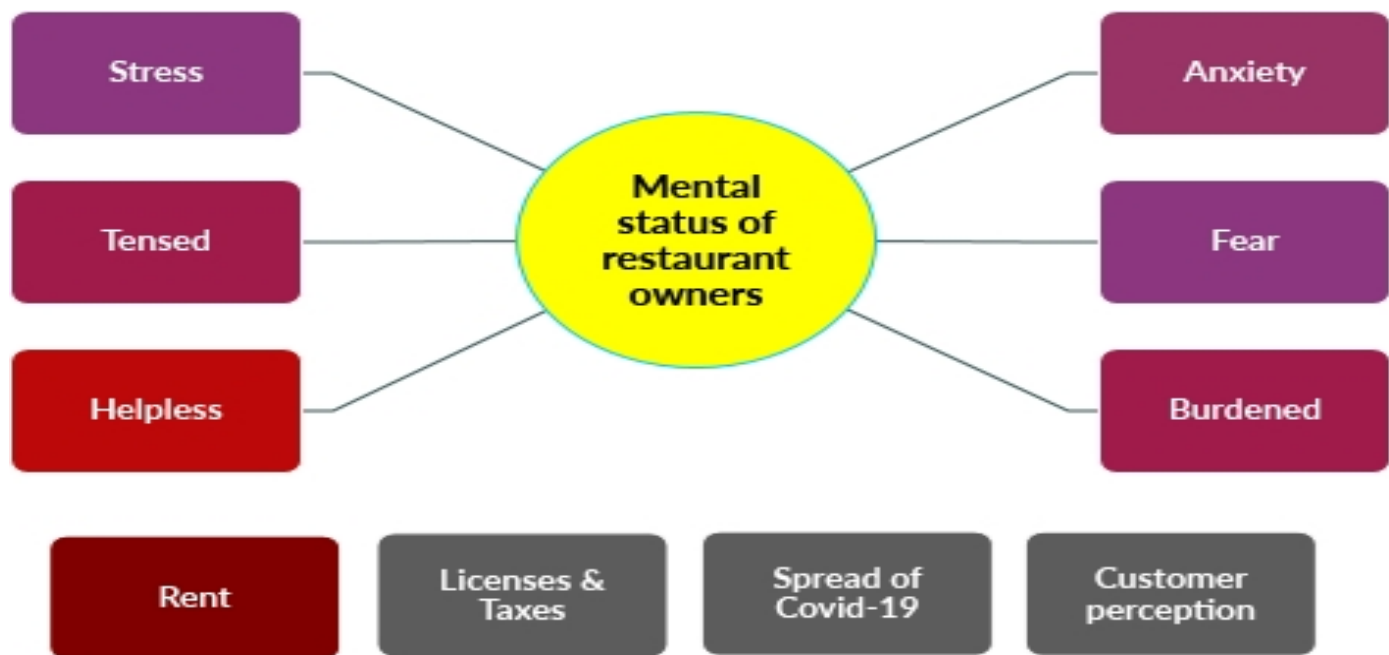 Stress
Anxiety
Mental
status of
restaurant
owners
Tensed
Fear
Helpless
Burdened
Rent
Licenses &
Taxes
Spread of
Covid-19
Customer
perception